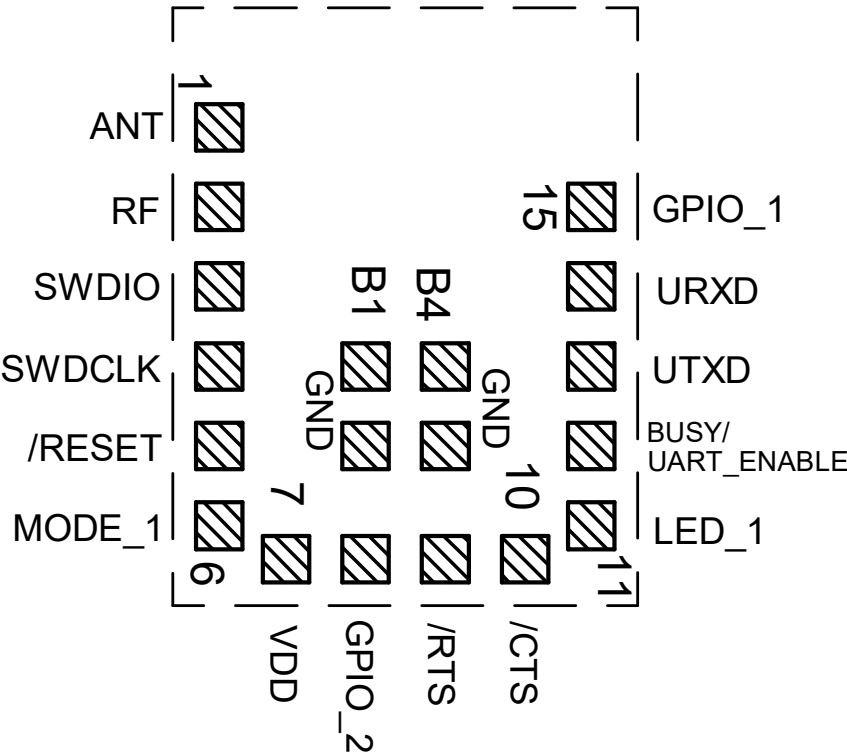 1
ANT
RF
15
GPIO_1
SWDIO
B1
B4
URXD
SWDCLK
UTXD
GND
GND
/RESET
BUSY/
UART_ENABLE
7
10
MODE_1
LED_1
6
11
VDD
GPIO_2
/RTS
/CTS